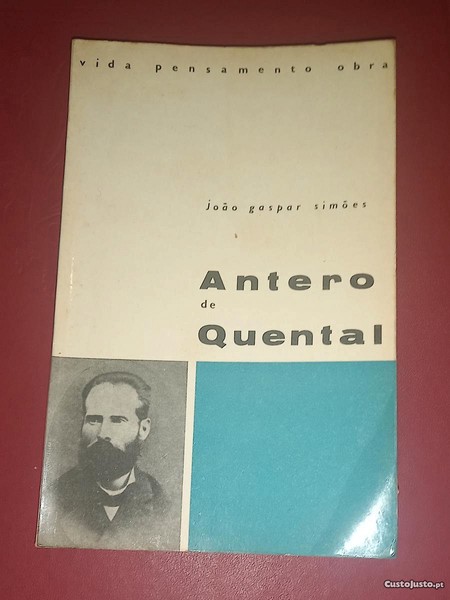 vida pensamento obra
joão gaspar simões
Antero
de
Quental
CustoJusto.pt